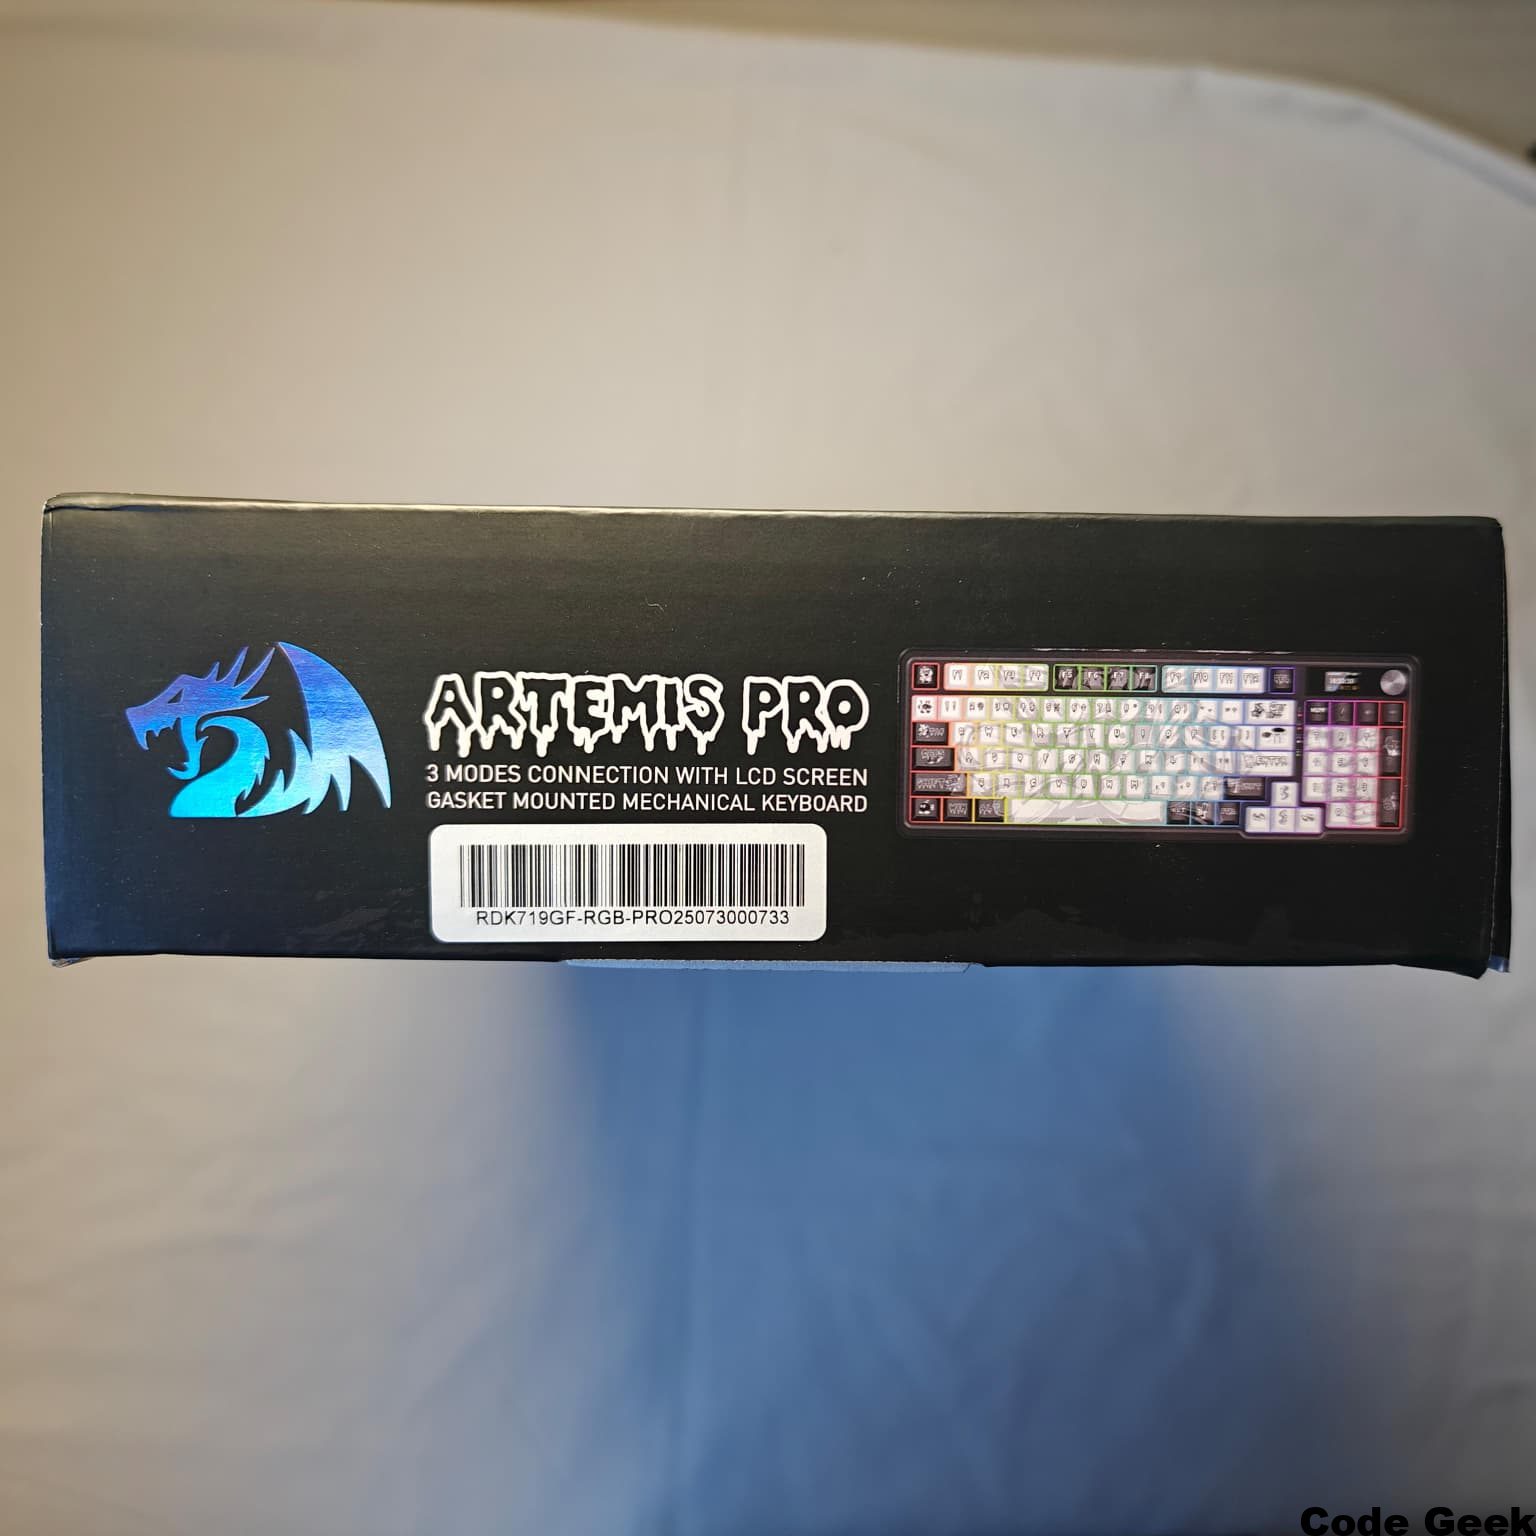 ARTEMIS PRO
3 MODES CONNECTION WITH LCD SCREEN
GASKET MOUNTED MECHANICAL KEYBOARD
RDK719GF-RGB-PRO25073000733
Code Geek